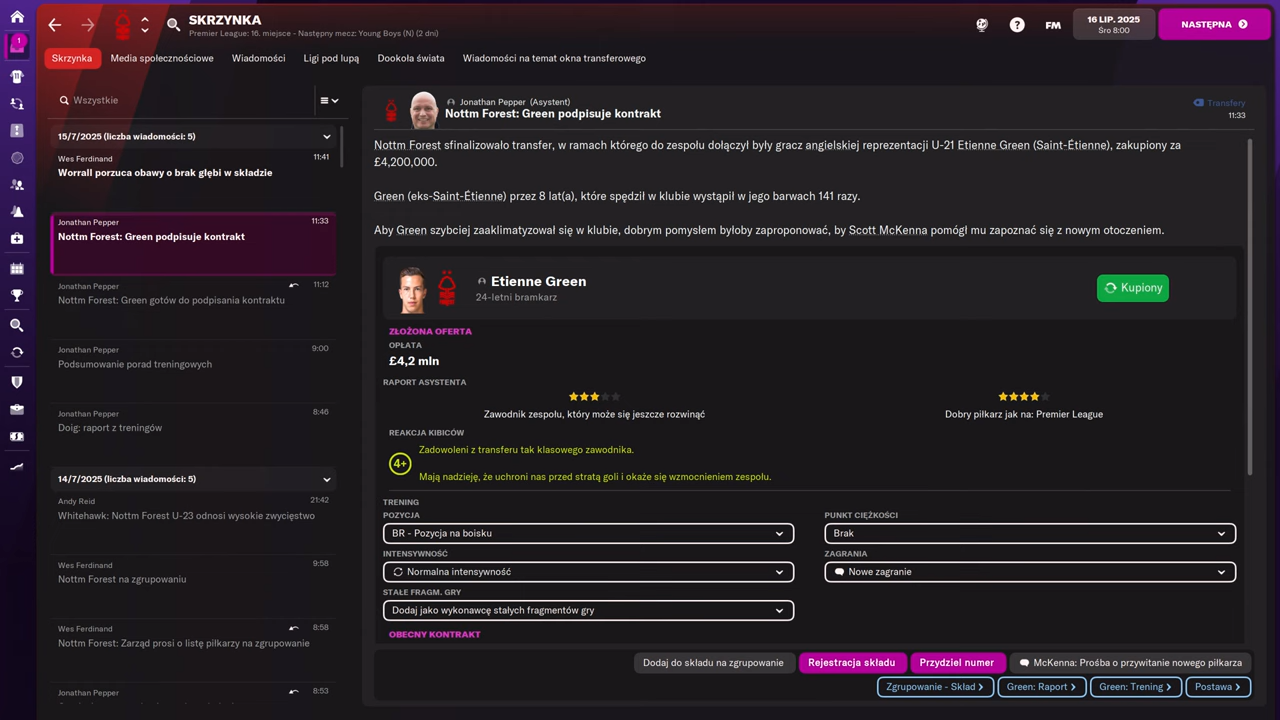 SKRZYNKA
Premier League: 16. miejsce - Następny mecz: Young Boys (N) (2 dni)
FM
16 LIP. 2025
Śro 8:00
NASTĘPNA
1
Skrzynka
Media społecznościowe
Wiadomości
Ligi pod lupą
Dookoła świata
Wiadomości na temat okna transferowego
Wszystkie
15/7/2025 (liczba wiadomości: 5)
Wes Ferdinand 11:41
Worrall porzuca obawy o brak głębi w składzie
Jonathan Pepper 11:33
Nottm Forest: Green podpisuje kontrakt
Jonathan Pepper 11:12
Nottm Forest: Green gotów do podpisania kontraktu
Jonathan Pepper 9:00
Podsumowanie porad treningowych
Jonathan Pepper 8:46
Doig: raport z treningów
14/7/2025 (liczba wiadomości: 5)
Andy Reid 21:42
Whitehawk: Nottm Forest U-23 odnosi wysokie zwycięstwo
Wes Ferdinand 9:58
Nottm Forest na zgrupowaniu
Wes Ferdinand 8:58
Nottm Forest: Zarząd prosi o listę piłkarzy na zgrupowanie
Jonathan Pepper 8:53
Jonathan Pepper (Asystent)
Nottm Forest: Green podpisuje kontrakt
Transfery
11:33
Nottm Forest sfinalizowało transfer, w ramach którego do zespołu dołączył były gracz angielskiej reprezentacji U-21 Etienne Green (Saint-Étienne), zakupiony za
£4,200,000.
Green (eks-Saint-Étienne) przez 8 lat(a), które spędził w klubie wystąpił w jego barwach 141 razy.
Aby Green szybciej zaaklimatyzował się w klubie, dobrym pomysłem byłoby zaproponować, by Scott McKenna pomógł mu zapoznać się z nowym otoczeniem.
Etienne Green
24-letni bramkarz
Kupiony
ZŁOŻONA OFERTA
OPŁATA
£4,2 mln
RAPORT ASYSTENTA
Zawodnik zespołu, który może się jeszcze rozwinąć
Dobry piłkarz jak na: Premier League
REAKCJA KIBICÓW
4+
Zadowoleni z transferu tak klasowego zawodnika.
Mają nadzieję, że uchroni nas przed stratą goli i okaże się wzmocnieniem zespołu.
TRENING
POZYCJA
BR - Pozycja na boisku
PUNKT CIĘŻKOŚCI
Brak
INTENSYWNOŚĆ
Normalna intensywność
ZAGRANIA
Nowe zagranie
STAŁE FRAGM. GRY
Dodaj jako wykonawcę stałych fragmentów gry
OBECNY KONTRAKT
Dodaj do składu na zgrupowanie
Rejestracja składu
Przydziel numer
McKenna: Prośba o przywitanie nowego piłkarza
Zgrupowanie - Skład
Green: Raport
Green: Trening
Postawa